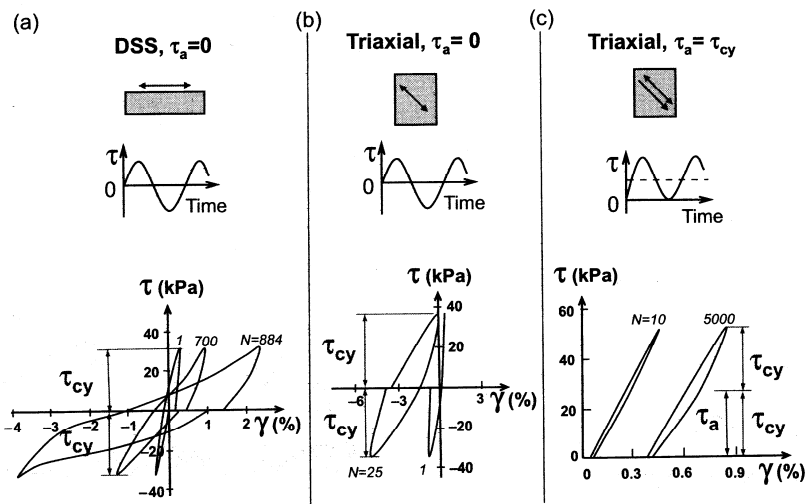 (a)
DSS, τa=0
τ
0
Time
τ (kPa)
40
20
−20
−40
1
700
N=884
τcy
τcy
−4
−3
−2
−1
0
1
2
γ (%)
(b)
Triaxial, τa= 0
τ
0
Time
τ (kPa)
40
20
−20
−40
τcy
τcy
−6
−3
0
3
γ (%)
N=25
1
(c)
Triaxial, τa= τcy
τ
0
Time
τ (kPa)
60
40
20
0
N=10
5000
τcy
τa
τcy
0
0.3
0.6
0.9
γ (%)